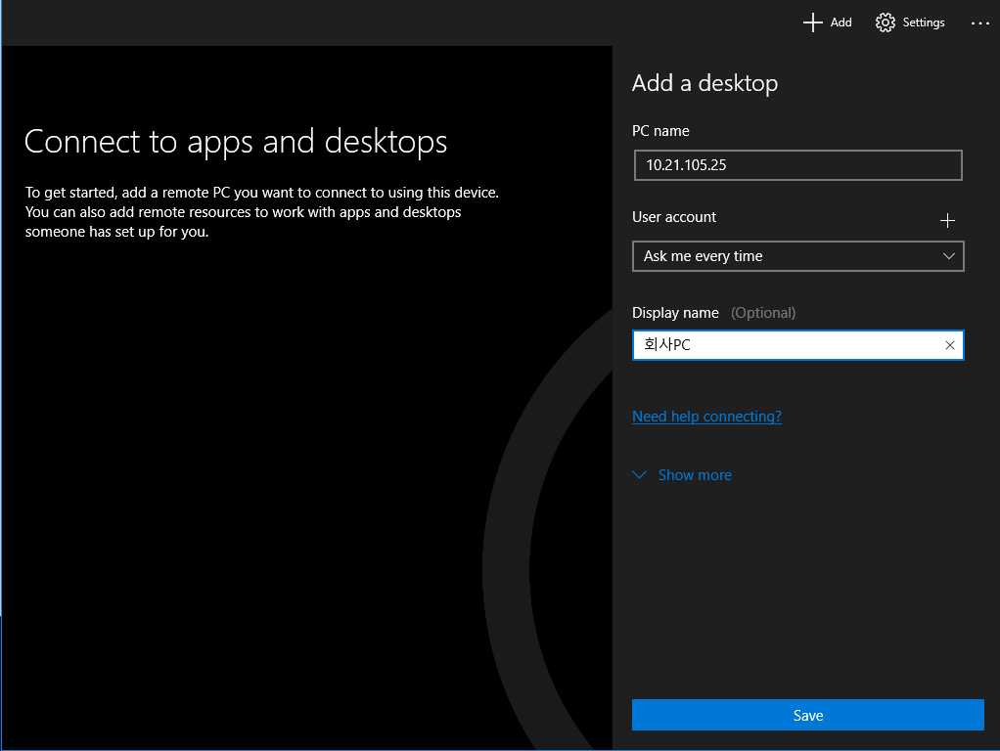 Add
Settings
Connect to apps and desktops
To get started, add a remote PC you want to connect to using this device.
You can also add remote resources to work with apps and desktops
someone has set up for you.
Add a desktop
PC name
10.21.105.25
User account
Ask me every time
Display name (Optional)
회사PC
Need help connecting?
Show more
Save